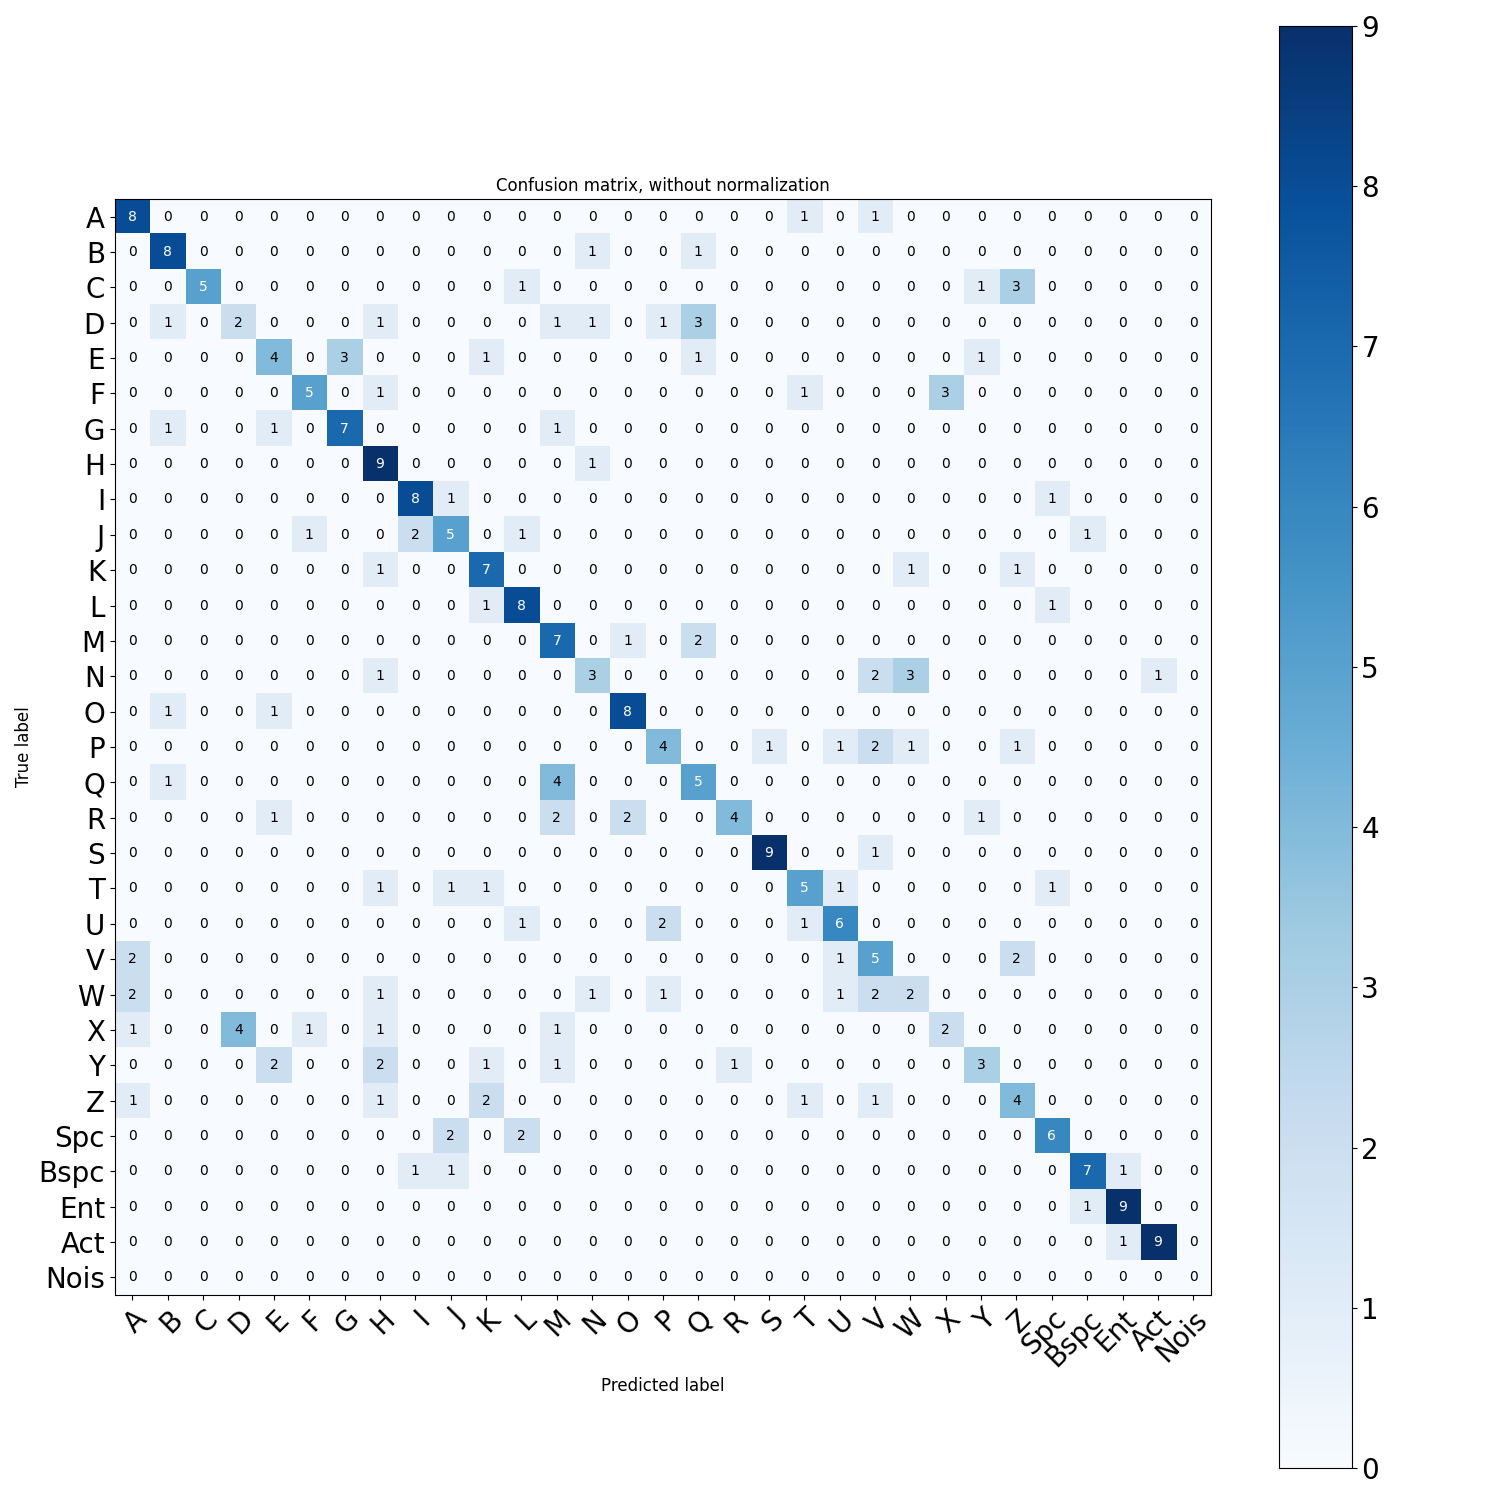 Confusion matrix, without normalization
A 8 0 0 0 0 0 0 0 0 0 0 0 0 0 0 0 0 0 0 1 0 1 0 0 0 0 0 0 0 0 0
B 0 8 0 0 0 0 0 0 0 0 0 0 0 1 0 0 1 0 0 0 0 0 0 0 0 0 0 0 0 0 0
C 0 0 5 0 0 0 0 0 0 0 0 1 0 0 0 0 0 0 0 0 0 0 0 0 1 3 0 0 0 0 0
D 0 1 0 2 0 0 0 1 0 0 0 0 1 1 0 1 3 0 0 0 0 0 0 0 0 0 0 0 0 0 0
E 0 0 0 0 4 0 3 0 0 0 1 0 0 0 0 0 1 0 0 0 0 0 0 0 1 0 0 0 0 0 0
F 0 0 0 0 0 5 0 1 0 0 0 0 0 0 0 0 0 0 0 1 0 0 0 3 0 0 0 0 0 0 0
G 0 1 0 0 1 0 7 0 0 0 0 0 1 0 0 0 0 0 0 0 0 0 0 0 0 0 0 0 0 0 0
H 0 0 0 0 0 0 0 9 0 0 0 0 0 1 0 0 0 0 0 0 0 0 0 0 0 0 0 0 0 0 0
I 0 0 0 0 0 0 0 0 8 1 0 0 0 0 0 0 0 0 0 0 0 0 0 0 0 0 1 0 0 0 0
J 0 0 0 0 0 1 0 0 2 5 0 1 0 0 0 0 0 0 0 0 0 0 0 0 0 0 0 1 0 0 0
K 0 0 0 0 0 0 0 1 0 0 7 0 0 0 0 0 0 0 0 0 0 0 1 0 0 1 0 0 0 0 0
L 0 0 0 0 0 0 0 0 0 0 1 8 0 0 0 0 0 0 0 0 0 0 0 0 0 0 1 0 0 0 0
M 0 0 0 0 0 0 0 0 0 0 0 0 7 0 1 0 2 0 0 0 0 0 0 0 0 0 0 0 0 0 0
N 0 0 0 0 0 0 0 1 0 0 0 0 0 3 0 0 0 0 0 0 0 2 3 0 0 0 0 0 0 1 0
O 0 1 0 0 1 0 0 0 0 0 0 0 0 0 8 0 0 0 0 0 0 0 0 0 0 0 0 0 0 0 0
P 0 0 0 0 0 0 0 0 0 0 0 0 0 0 0 4 0 0 1 0 1 2 1 0 0 1 0 0 0 0 0
Q 0 1 0 0 0 0 0 0 0 0 0 0 4 0 0 0 5 0 0 0 0 0 0 0 0 0 0 0 0 0 0
R 0 0 0 0 1 0 0 0 0 0 0 0 2 0 2 0 0 4 0 0 0 0 0 0 1 0 0 0 0 0 0
S 0 0 0 0 0 0 0 0 0 0 0 0 0 0 0 0 0 0 9 0 0 1 0 0 0 0 0 0 0 0 0
T 0 0 0 0 0 0 0 1 0 1 1 0 0 0 0 0 0 0 0 5 1 0 0 0 0 0 1 0 0 0 0
U 0 0 0 0 0 0 0 0 0 0 0 1 0 0 0 2 0 0 0 1 6 0 0 0 0 0 0 0 0 0 0
V 2 0 0 0 0 0 0 0 0 0 0 0 0 0 0 0 0 0 0 0 1 5 0 0 0 2 0 0 0 0 0
W 2 0 0 0 0 0 0 1 0 0 0 0 0 1 0 1 0 0 0 0 1 2 2 0 0 0 0 0 0 0 0
X 1 0 0 4 0 1 0 1 0 0 0 0 1 0 0 0 0 0 0 0 0 0 0 2 0 0 0 0 0 0 0
Y 0 0 0 0 2 0 0 2 0 0 1 0 1 0 0 0 0 1 0 0 0 0 0 0 3 0 0 0 0 0 0
Z 1 0 0 0 0 0 0 1 0 0 2 0 0 0 0 0 0 0 0 1 0 1 0 0 0 4 0 0 0 0 0
Spc 0 0 0 0 0 0 0 0 0 2 0 2 0 0 0 0 0 0 0 0 0 0 0 0 0 0 6 0 0 0 0
Bspc 0 0 0 0 0 0 0 0 1 1 0 0 0 0 0 0 0 0 0 0 0 0 0 0 0 0 0 7 1 0 0
Ent 0 0 0 0 0 0 0 0 0 0 0 0 0 0 0 0 0 0 0 0 0 0 0 0 0 0 0 1 9 0 0
Act 0 0 0 0 0 0 0 0 0 0 0 0 0 0 0 0 0 0 0 0 0 0 0 0 0 0 0 0 1 9 0
Nois 0 0 0 0 0 0 0 0 0 0 0 0 0 0 0 0 0 0 0 0 0 0 0 0 0 0 0 0 0 0 0
A B C D E F G H I J K L M N O P Q R S T U V W X Y Z Spc Bspc Ent Act Nois
Predicted label
True label
9
8
7
6
5
4
3
2
1
0